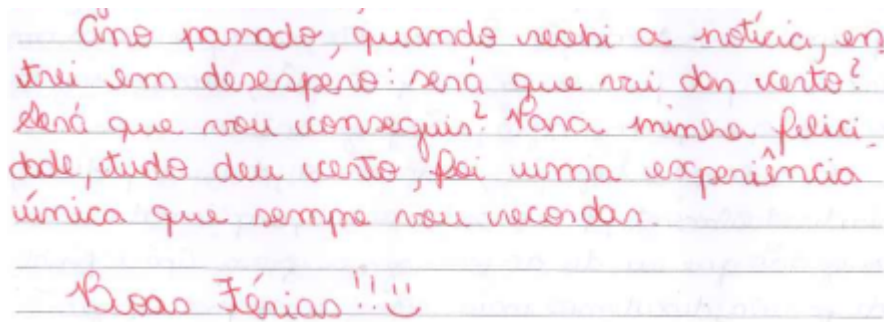 Ano passado, quando recebi a notícia, en
trei em desespero: será que vai dar certo?
Será que vou conseguir? Para minha felici
dade, tudo deu certo, foi uma experiência
única que sempre vou recordar.
Boas Férias!!! :)